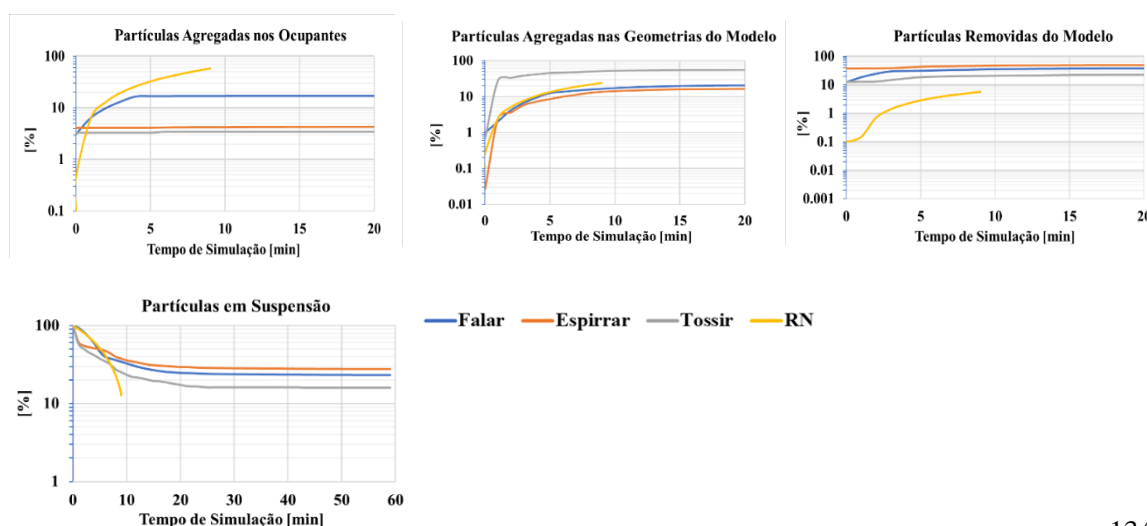 Partículas Agregadas nos Ocupantes
100
10
1
0.1
[%]
0 5 10 15 20
Tempo de Simulação [min]
Partículas Agregadas nas Geometrias do Modelo
100
10
1
0.1
0.01
[%]
0 5 10 15 20
Tempo de Simulação [min]
Partículas Removidas do Modelo
100
10
1
0.1
0.01
0.001
[%]
0 5 10 15 20
Tempo de Simulação [min]
Partículas em Suspensão
100
10
1
[%]
0 10 20 30 40 50 60
Tempo de Simulação [min]
Falar Espirrar Tossir RN